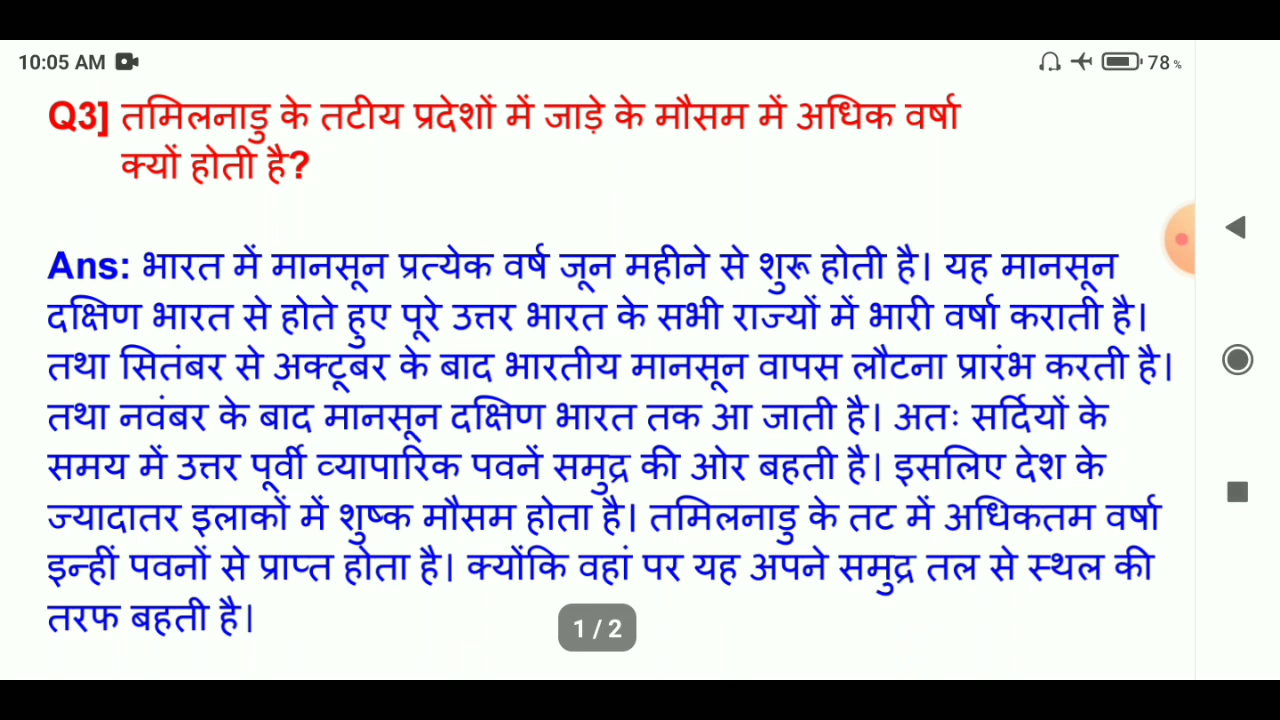 10:05 AM
78%
Q3] तमिलनाडु के तटीय प्रदेशों में जाड़े के मौसम में अधिक वर्षा
क्यों होती है?
Ans: भारत में मानसून प्रत्येक वर्ष जून महीने से शुरू होती है। यह मानसून
दक्षिण भारत से होते हुए पूरे उत्तर भारत के सभी राज्यों में भारी वर्षा कराती है।
तथा सितंबर से अक्टूबर के बाद भारतीय मानसून वापस लौटना प्रारंभ करती है।
तथा नवंबर के बाद मानसून दक्षिण भारत तक आ जाती है। अतः सर्दियों के
समय में उत्तर पूर्वी व्यापारिक पवनें समुद्र की ओर बहती है। इसलिए देश के
ज्यादातर इलाकों में शुष्क मौसम होता है। तमिलनाडु के तट में अधिकतम वर्षा
इन्हीं पवनों से प्राप्त होता है। क्योंकि वहां पर यह अपने समुद्र तल से स्थल की
तरफ बहती है।
1 / 2